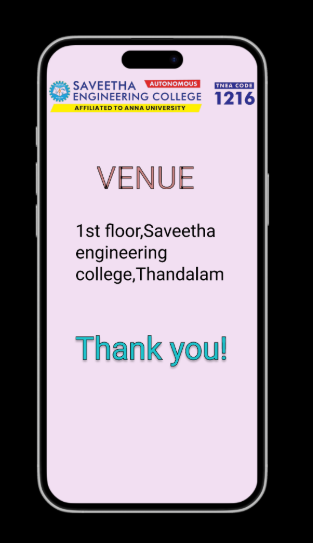 SAVEETHA AUTONOMOUS
ENGINEERING COLLEGE
AFFILIATED TO ANNA UNIVERSITY
TNEA CODE
1216
VENUE
1st floor,Saveetha
engineering
college,Thandalam
Thank you!